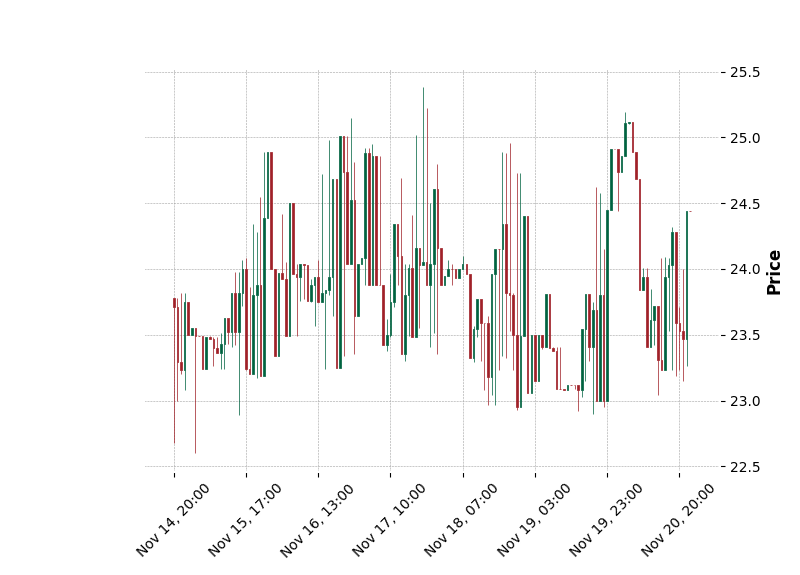 25.5
25.0
24.5
24.0
23.5
23.0
22.5
Price
Nov 14, 20:00
Nov 15, 17:00
Nov 16, 13:00
Nov 17, 10:00
Nov 18, 07:00
Nov 19, 03:00
Nov 19, 23:00
Nov 20, 20:00